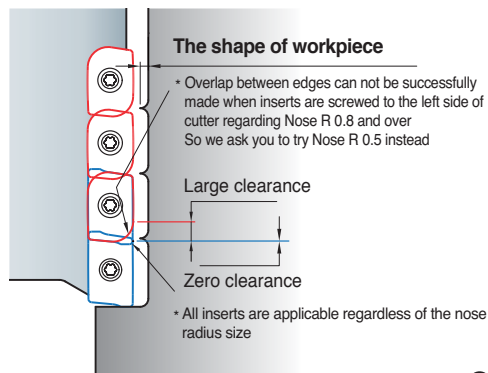 The shape of workpiece
* Overlap between edges can not be successfully
made when inserts are screwed to the left side of
cutter regarding Nose R 0.8 and over
So we ask you to try Nose R 0.5 instead
Large clearance
Zero clearance
* All inserts are applicable regardless of the nose
radius size